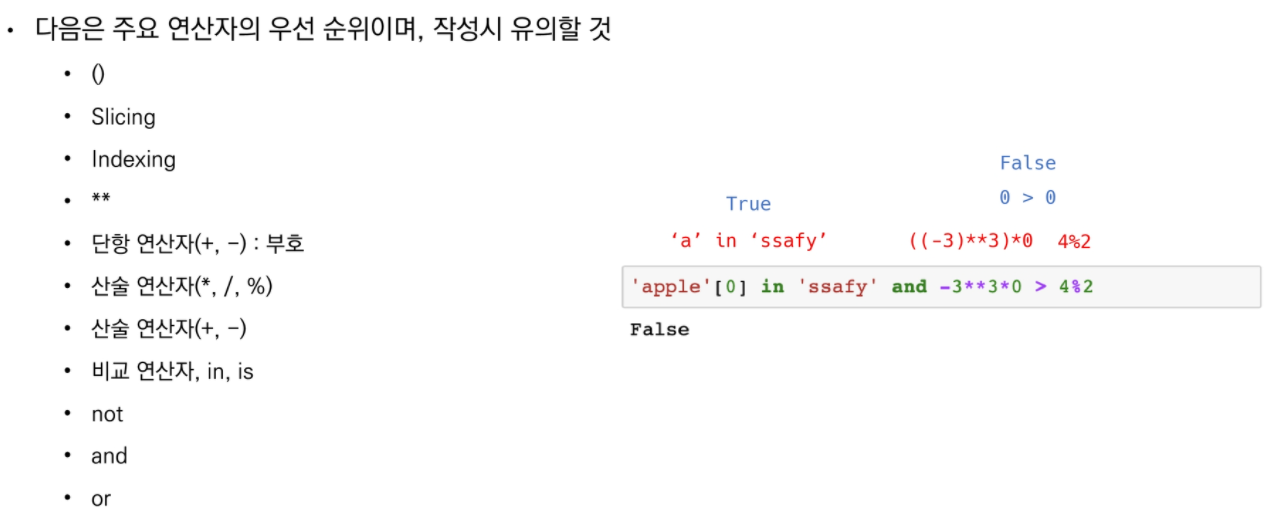 • 다음은 주요 연산자의 우선 순위이며, 작성시 유의할 것
• ()
• Slicing
• Indexing
• **
• 단항 연산자(+, -) : 부호
• 산술 연산자(*, /, %)
• 산술 연산자(+, -)
• 비교 연산자, in, is
• not
• and
• or
False
True 0 > 0
‘a’ in ‘ssafy’ ((-3)**3)*0 4%2
'apple'[0] in 'ssafy' and -3**3*0 > 4%2
False